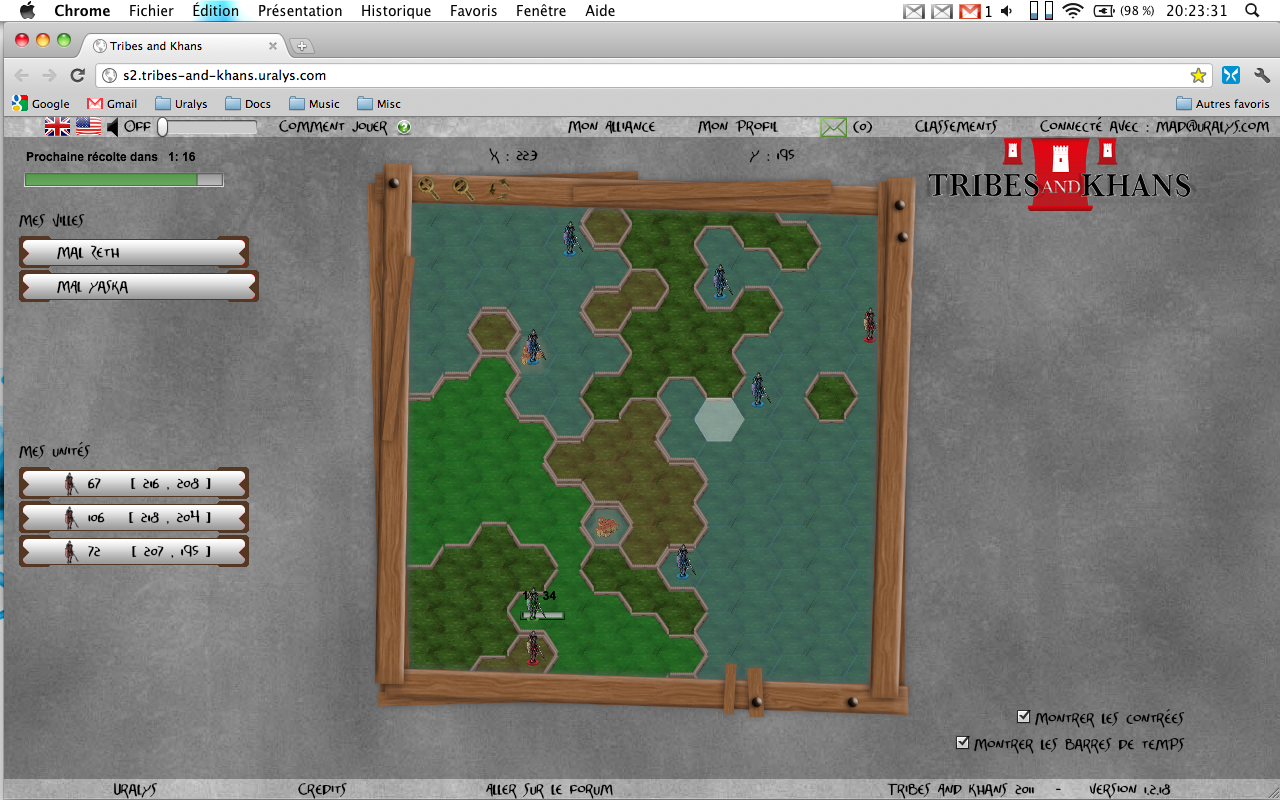 Chrome Fichier Édition Présentation Historique Favoris Fenêtre Aide 1 (98 %) 20:23:31
Tribes and Khans
s2.tribes-and-khans.uralys.com
Google Gmail Uralys Docs Music Misc Autres favoris
OFF COMMENT JOUER ? MON ALLIANCE MON PROFIL (0) CLASSEMENTS CONNECTÉ AVEC : MAD@URALYS.COM
Prochaine récolte dans 1: 16
X : 223 Y : 195
TRIBES AND KHANS
MES VILLES
MAL ZETH
MAL YASKA
MES UNITÉS
67 [ 216 , 208 ]
106 [ 218 , 204 ]
72 [ 207 , 195 ]
34
MONTRER LES CONTRÉES
MONTRER LES BARRES DE TEMPS
URALYS CREDITS ALLER SUR LE FORUM TRIBES AND KHANS 2011 - VERSION 1.2.18